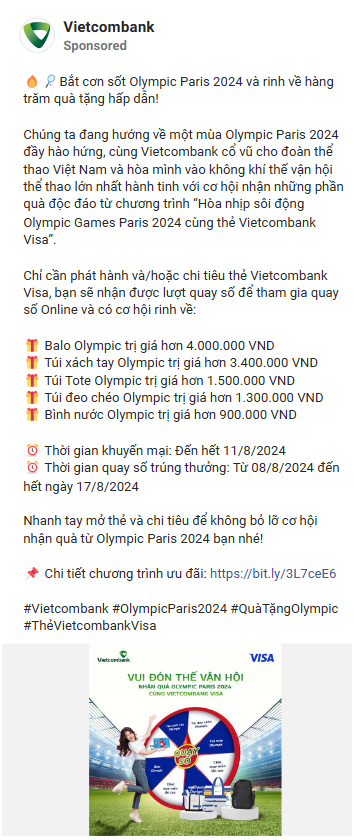 Vietcombank
Sponsored
🔥 🏓 Bắt cơn sốt Olympic Paris 2024 và rinh về hàng
trăm quà tặng hấp dẫn!
Chúng ta đang hướng về một mùa Olympic Paris 2024
đầy hào hứng, cùng Vietcombank cổ vũ cho đoàn thể
thao Việt Nam và hòa mình vào không khí thế vận hội
thể thao lớn nhất hành tinh với cơ hội nhận những phần
quà độc đáo từ chương trình “Hòa nhịp sôi động
Olympic Games Paris 2024 cùng thẻ Vietcombank
Visa”.
Chỉ cần phát hành và/hoặc chi tiêu thẻ Vietcombank
Visa, bạn sẽ nhận được lượt quay số để tham gia quay
số Online và có cơ hội rinh về:
🎁 Balo Olympic trị giá hơn 4.000.000 VND
🎁 Túi xách tay Olympic trị giá hơn 3.400.000 VND
🎁 Túi Tote Olympic trị giá hơn 1.500.000 VND
🎁 Túi đeo chéo Olympic trị giá hơn 1.300.000 VND
🎁 Bình nước Olympic trị giá hơn 900.000 VND
⏰ Thời gian khuyến mại: Đến hết 11/8/2024
⏰ Thời gian quay số trúng thưởng: Từ 08/8/2024 đến
hết ngày 17/8/2024
Nhanh tay mở thẻ và chi tiêu để không bỏ lỡ cơ hội
nhận quà từ Olympic Paris 2024 bạn nhé!
📌 Chi tiết chương trình ưu đãi: https://bit.ly/3L7ceE6
#Vietcombank #OlympicParis2024 #QuàTặngOlympic
#ThẻVietcombankVisa
Vietcombank
VISA
VUI ĐÓN THẾ VẬN HỘI
NHẬN QUÀ OLYMPIC PARIS 2024
CÙNG VIETCOMBANK VISA
QUAY
SỐ